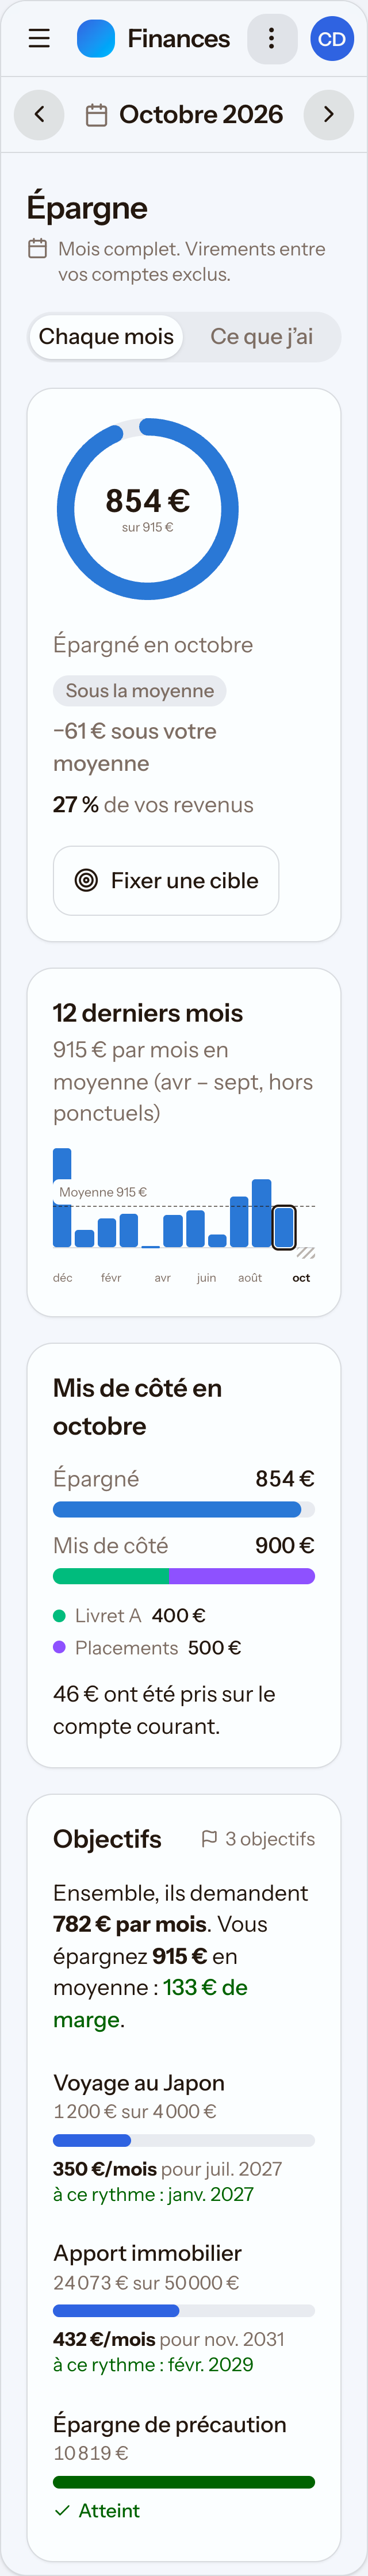 Finances
CD
Octobre 2026
Épargne
Mois complet. Virements entre
vos comptes exclus.
Chaque mois
Ce que j’ai
854 €
sur 915 €
Épargné en octobre
Sous la moyenne
−61 € sous votre
moyenne
27 % de vos revenus
Fixer une cible
12 derniers mois
915 € par mois en
moyenne (avr – sept, hors
ponctuels)
Moyenne 915 €
déc févr avr juin août oct
Mis de côté en
octobre
Épargné 854 €
Mis de côté 900 €
Livret A 400 €
Placements 500 €
46 € ont été pris sur le
compte courant.
Objectifs
3 objectifs
Ensemble, ils demandent
782 € par mois. Vous
épargnez 915 € en
moyenne : 133 € de
marge.
Voyage au Japon
1 200 € sur 4 000 €
350 €/mois pour juil. 2027
à ce rythme : janv. 2027
Apport immobilier
24 073 € sur 50 000 €
432 €/mois pour nov. 2031
à ce rythme : févr. 2029
Épargne de précaution
10 819 €
Atteint